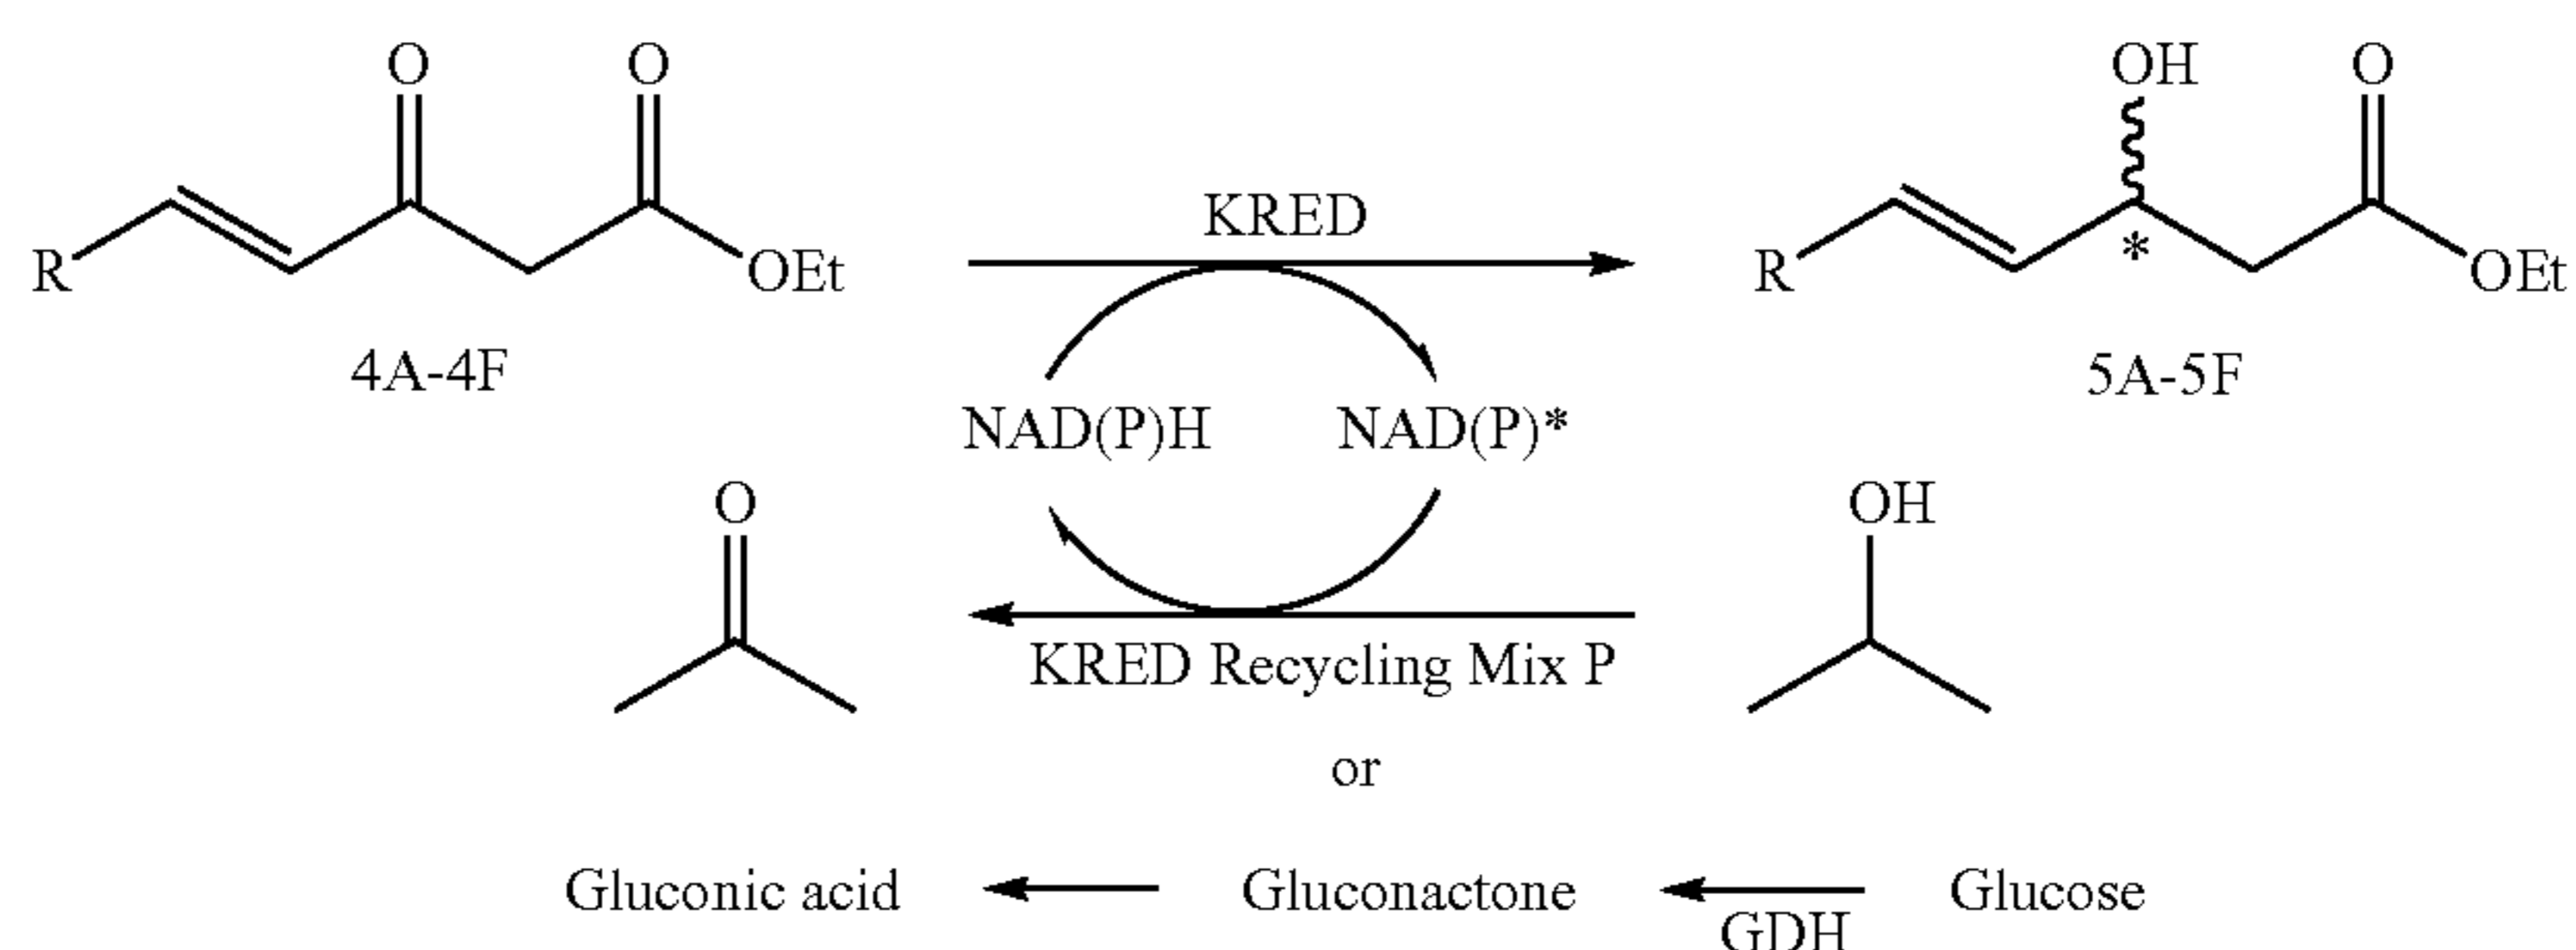 O O OH O
KRED
R OEt R * OEt
4A-4F 5A-5F
NAD(P)H NAD(P)*
O OH
KRED Recycling Mix P
or
Gluconic acid Gluconactone Glucose
GDH